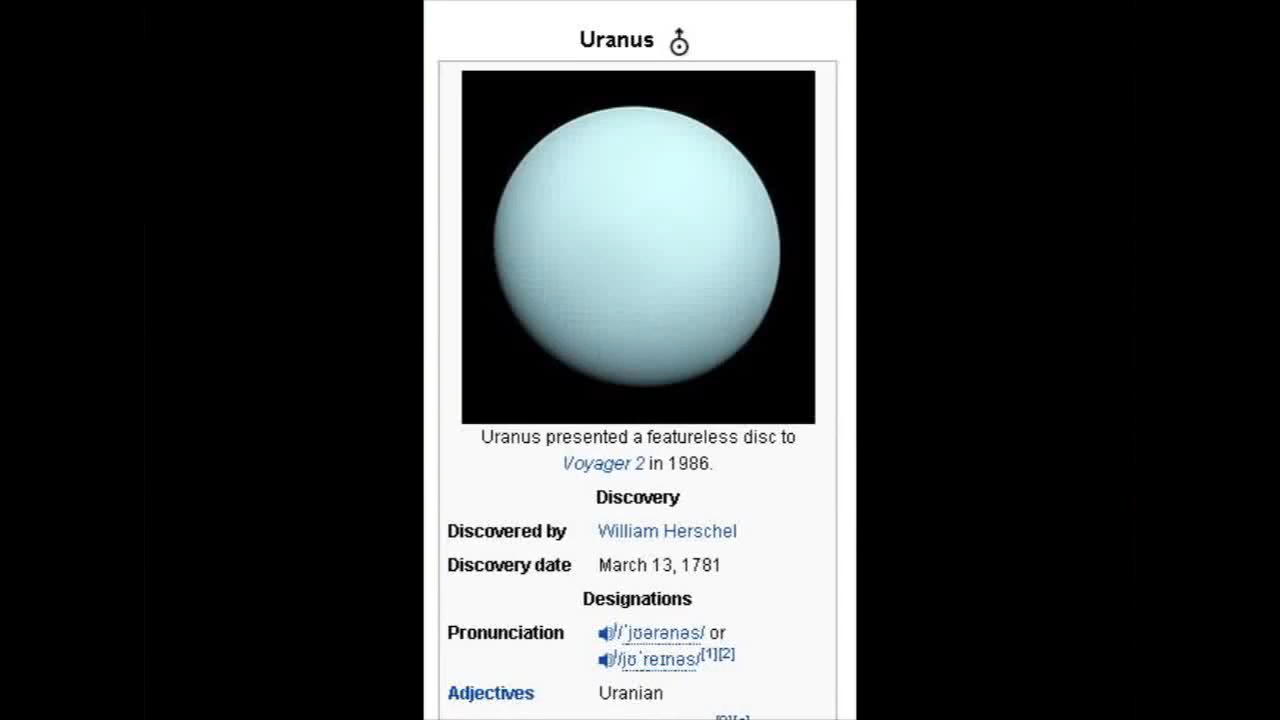 Uranus ⛢
Uranus presented a featureless disc to
Voyager 2 in 1986.
Discovery
Discovered by William Herschel
Discovery date March 13, 1781
Designations
Pronunciation /ˈjʊərənəs/ or
/jʊˈreɪnəs/[1][2]
Adjectives Uranian